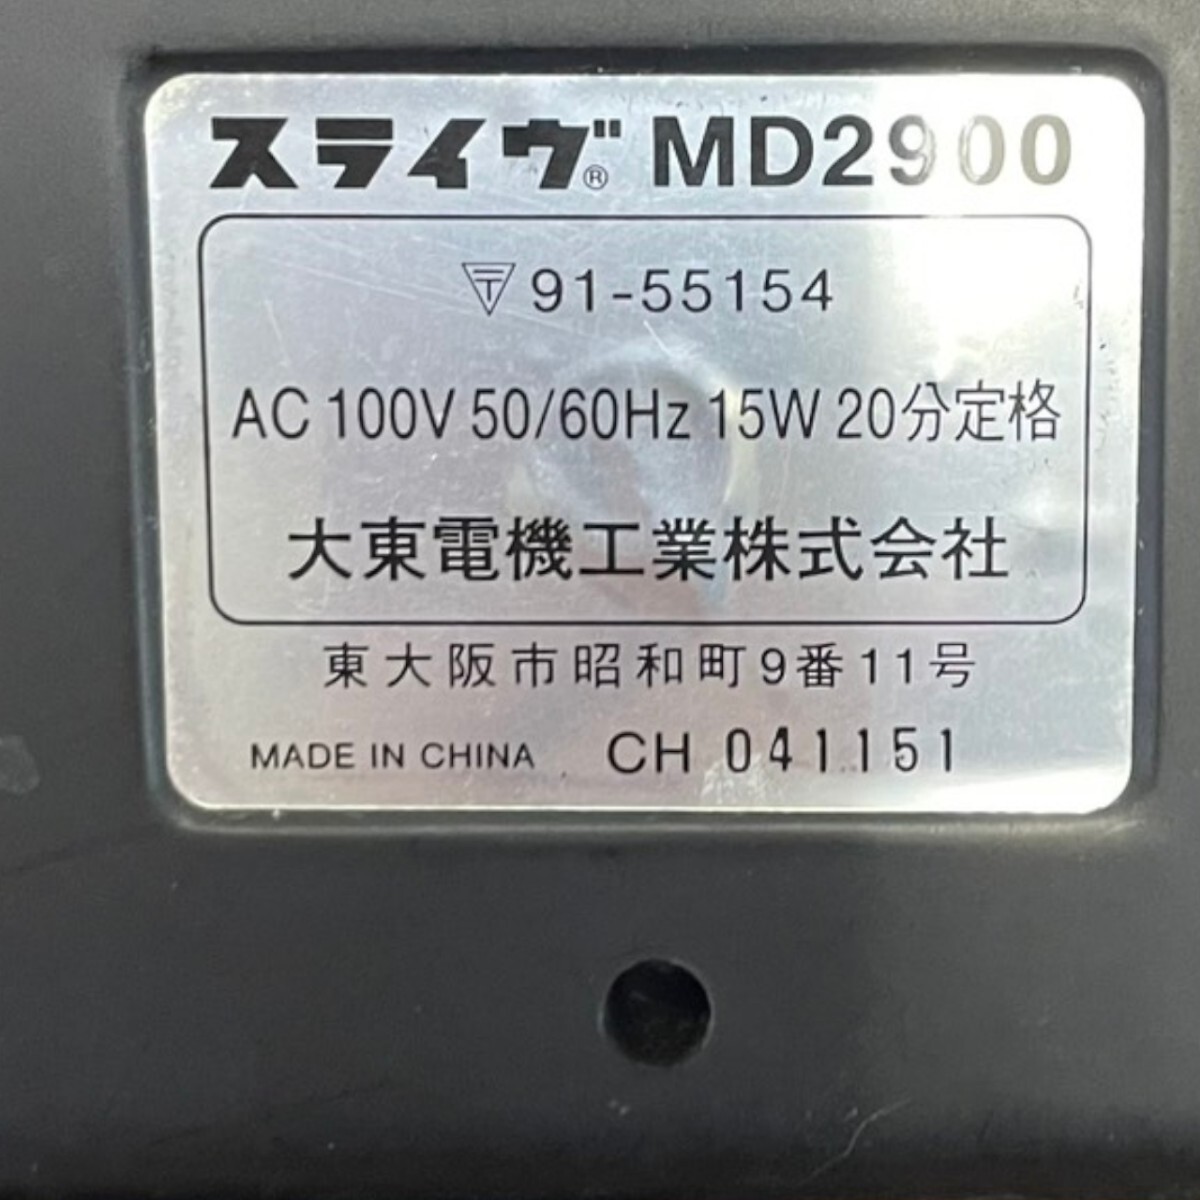 スライヴ® MD2900
〒91-55154
AC 100V 50/60Hz 15W 20分定格
大東電機工業株式会社
東大阪市昭和町9番11号
MADE IN CHINA CH 041151